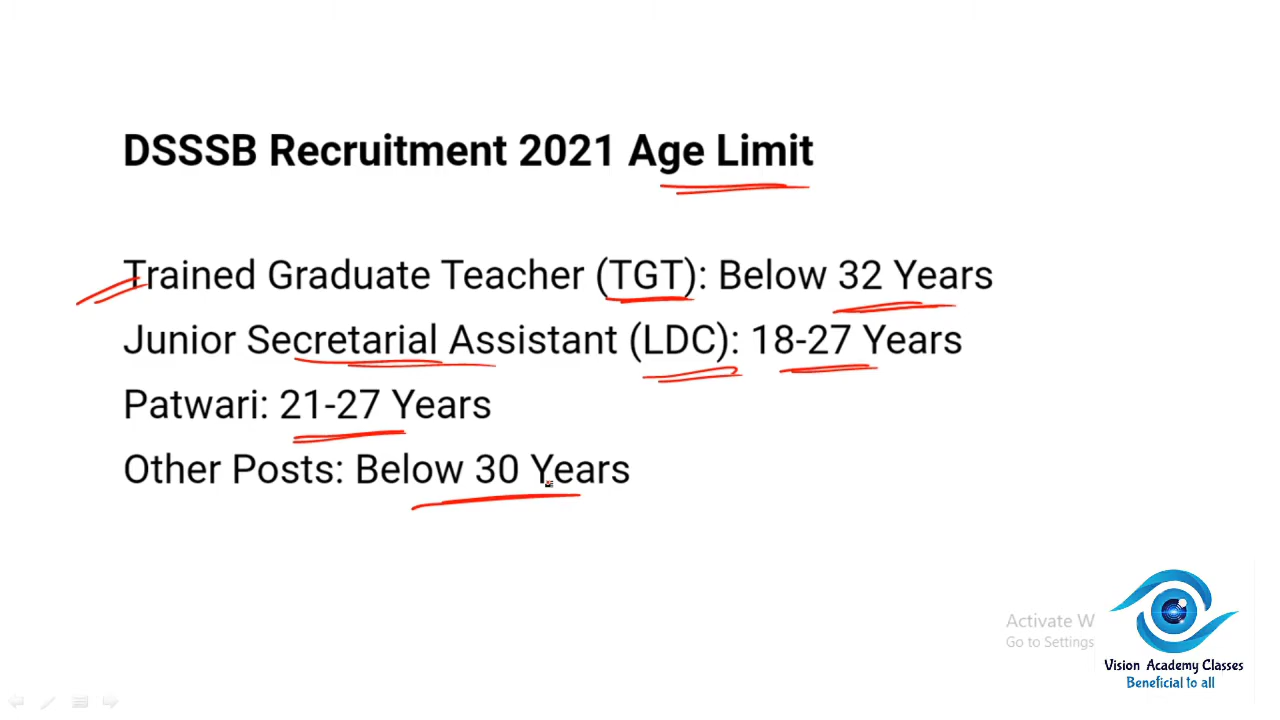 DSSSB Recruitment 2021 Age Limit
Trained Graduate Teacher (TGT): Below 32 Years
Junior Secretarial Assistant (LDC): 18-27 Years
Patwari: 21-27 Years
Other Posts: Below 30 Years
Activate W
Go to Settings
Vision Academy Classes
Beneficial to all